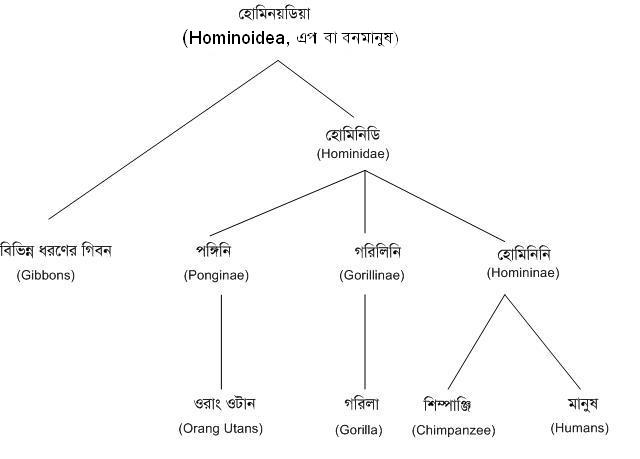 হোমিনয়ডিয়া
(Hominoidea, এপ বা বনমানুষ)
হোমিনিডি
(Hominidae)
বিভিন্ন ধরণের গিবন
(Gibbons)
পঙ্গিনি
(Ponginae)
গরিলিনি
(Gorillinae)
হোমিনিনি
(Homininae)
ওরাং ওটান
(Orang Utans)
গরিলা
(Gorilla)
শিম্পাঞ্জি
(Chimpanzee)
মানুষ
(Humans)